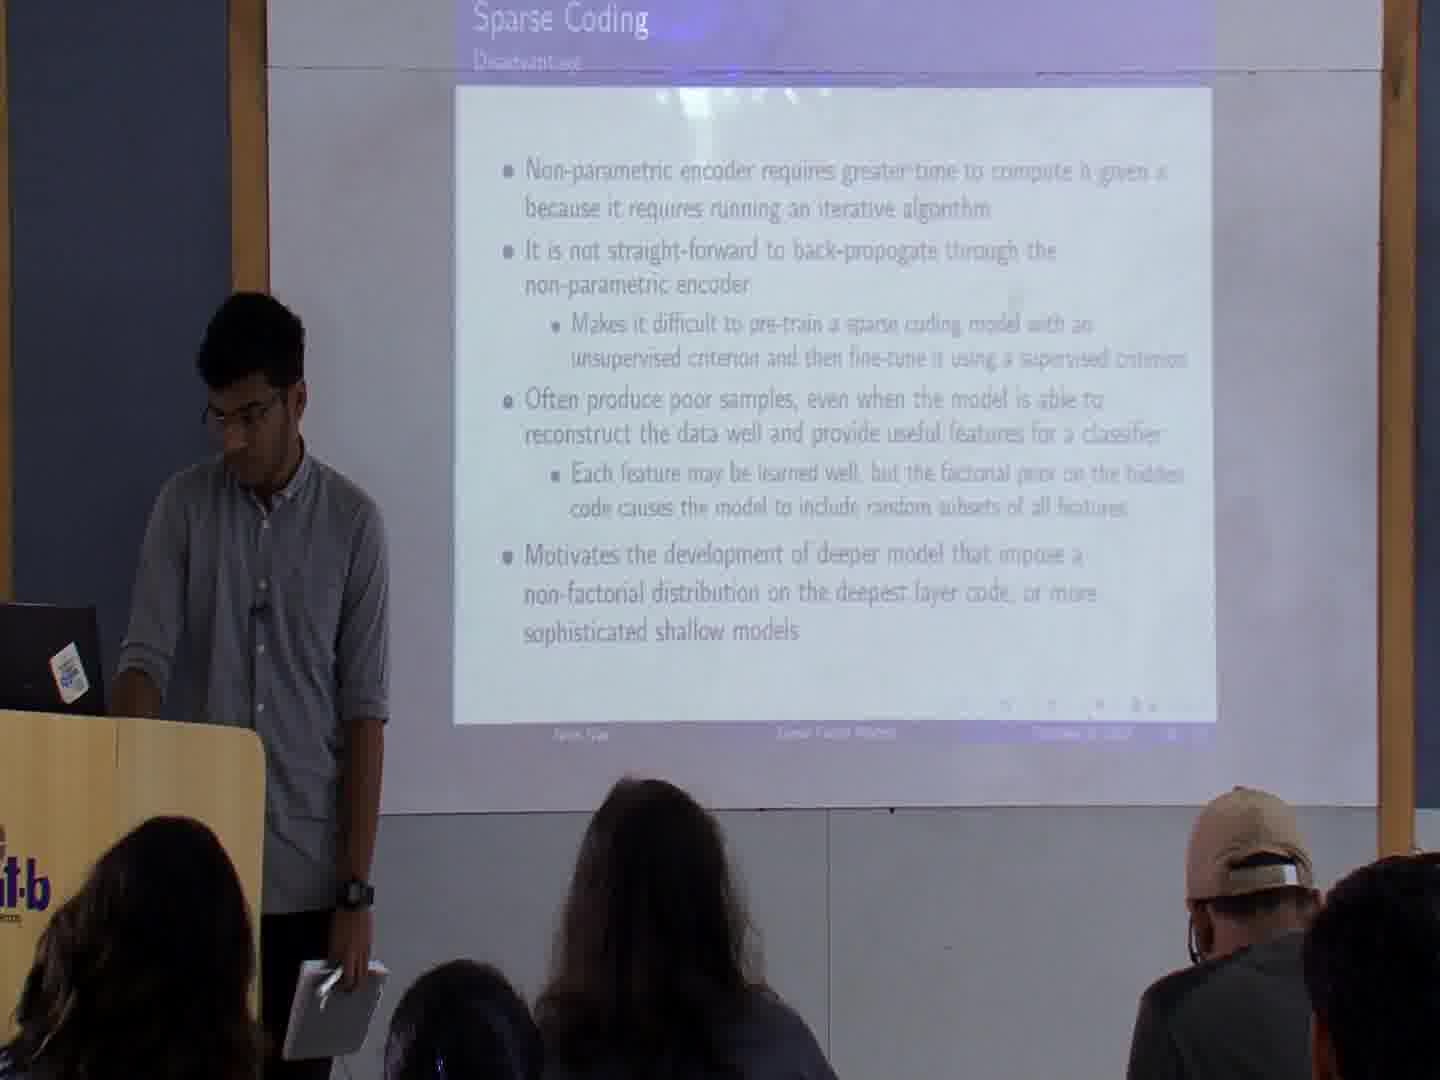 Sparse Coding
Disadvantage
Non-parametric encoder requires greater time to compute h given x
because it requires running an iterative algorithm
It is not straight-forward to back-propogate through the
non-parametric encoder
Makes it difficult to pre-train a sparse coding model with an
unsupervised criterion and then fine-tune it using a supervised criterion
Often produce poor samples, even when the model is able to
reconstruct the data well and provide useful features for a classifier
Each feature may be learned well, but the factorial prior on the hidden
code causes the model to include random subsets of all features
Motivates the development of deeper model that impose a
non-factorial distribution on the deepest layer code, or more
sophisticated shallow models
Linear Factor Models
t-b